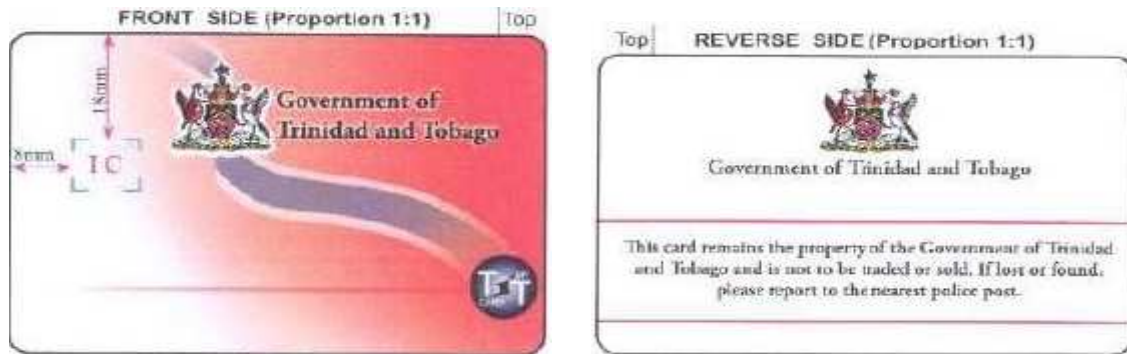 FRONT SIDE (Proportion 1:1)
Top
18mm
8mm
IC
Government of
Trinidad and Tobago
Top
REVERSE SIDE (Proportion 1:1)
Government of Trinidad and Tobago
This card remains the property of the Government of Trinidad
and Tobago and is not to be traded or sold. If lost or found,
please report to the nearest police post.